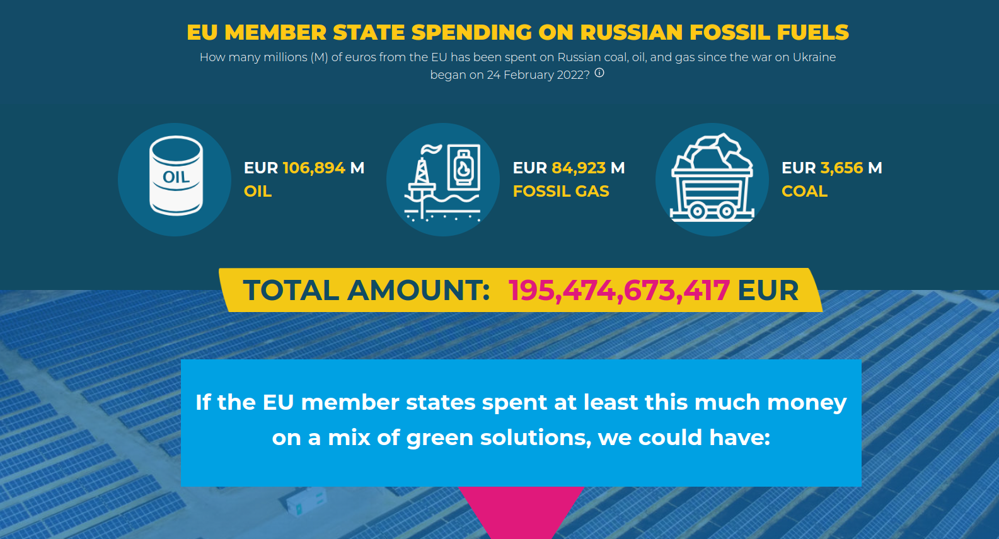 EU MEMBER STATE SPENDING ON RUSSIAN FOSSIL FUELS
How many millions (M) of euros from the EU has been spent on Russian coal, oil, and gas since the war on Ukraine
began on 24 February 2022?
OIL
EUR 106,894 M
OIL
EUR 84,923 M
FOSSIL GAS
EUR 3,656 M
COAL
TOTAL AMOUNT: 195,474,673,417 EUR
If the EU member states spent at least this much money
on a mix of green solutions, we could have: